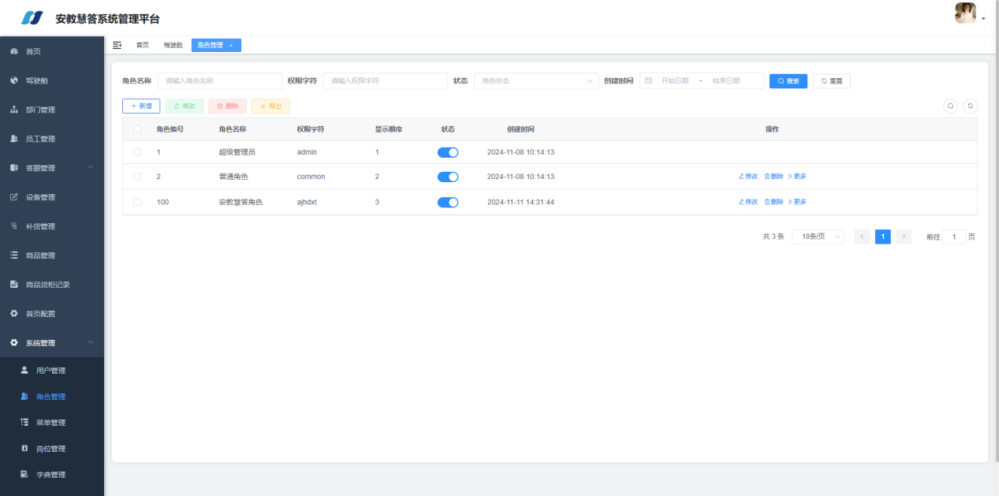 安教慧答系统管理平台
首页
驾驶舱
部门管理
员工管理
答题管理
设备管理
补货管理
商品管理
商品货柜记录
首页配置
系统管理
用户管理
角色管理
菜单管理
岗位管理
字典管理
首页 驾驶舱 角色管理 ×
角色名称 请输入角色名称 权限字符 请输入权限字符 状态 角色状态 创建时间 开始日期 - 结束日期 搜索 重置
+ 新增 修改 删除 导出
角色编号 角色名称 权限字符 显示顺序 状态 创建时间 操作
1 超级管理员 admin 1 2024-11-08 10:14:13
2 普通角色 common 2 2024-11-08 10:14:13 修改 删除 更多
100 安教慧答角色 ajhdxt 3 2024-11-11 14:31:44 修改 删除 更多
共 3 条 10条/页 1 前往 1 页